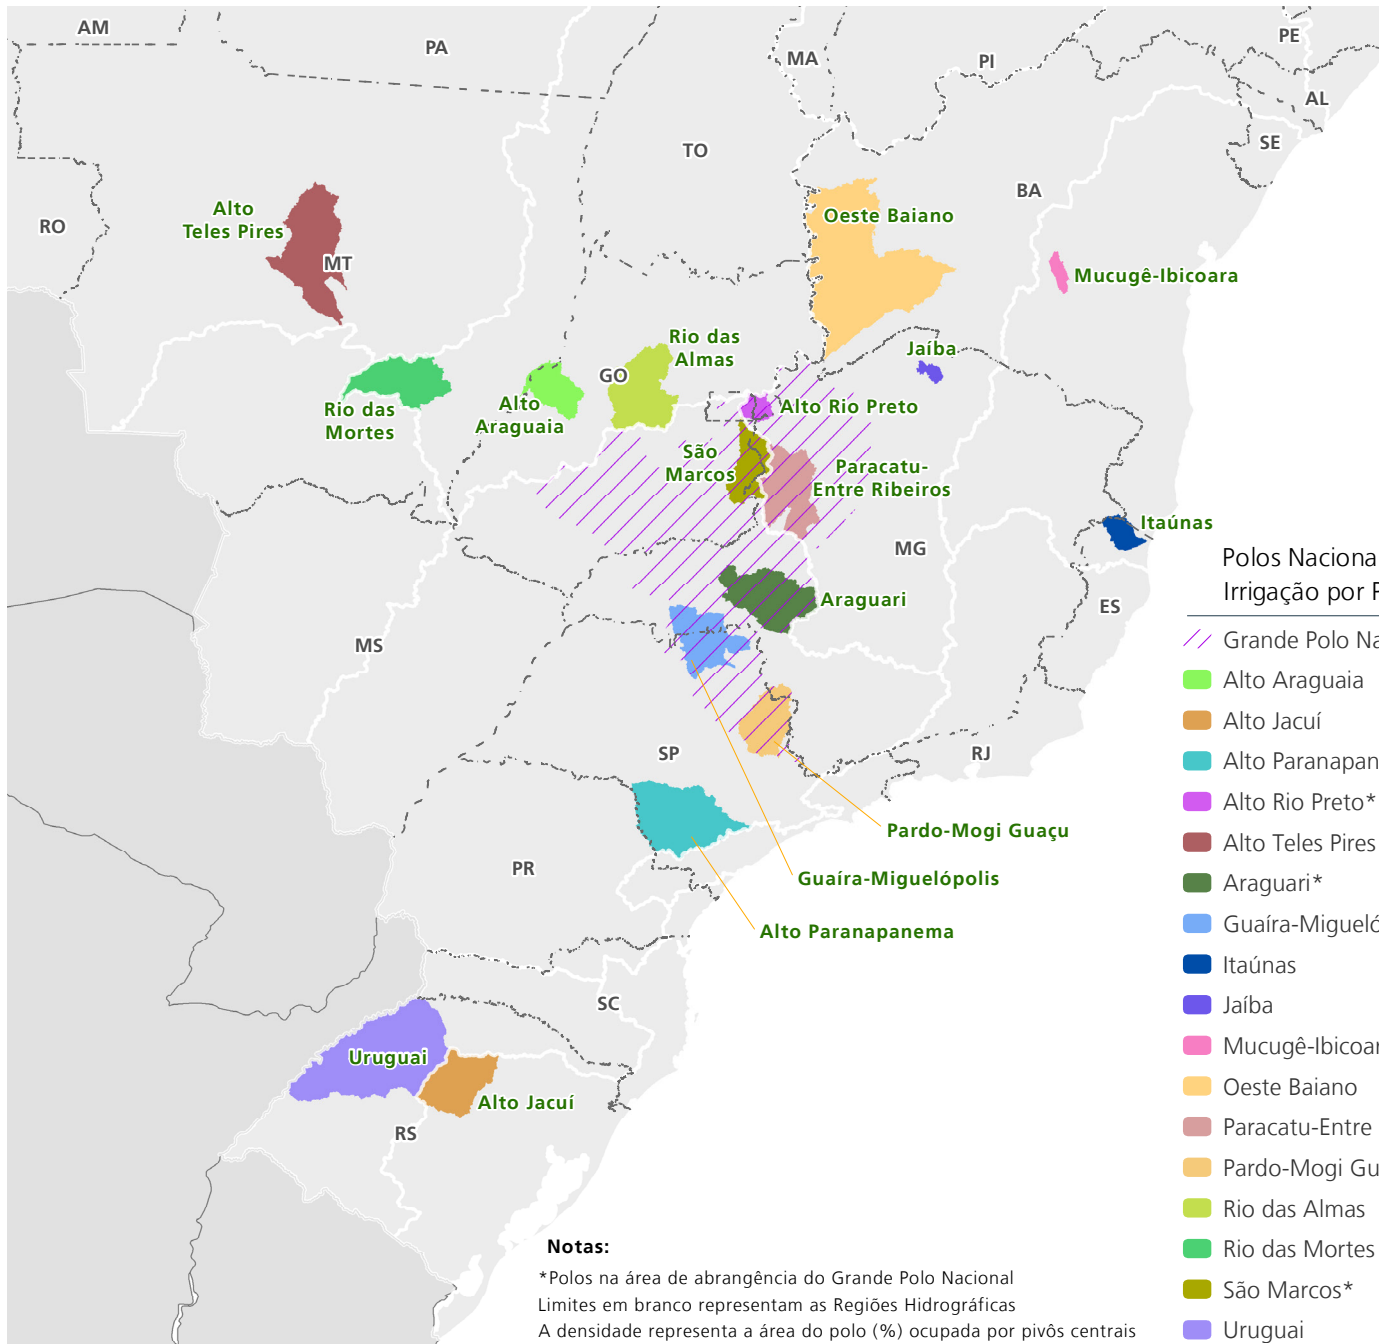 AM
PA
MA
PI
PE
AL
SE
TO
BA
RO
Alto
Teles Pires
MT
Oeste Baiano
Mucugê-Ibicoara
Rio das
Almas
Jaíba
GO
Rio das
Mortes
Alto
Araguaia
Alto Rio Preto
São
Marcos
Paracatu-
Entre Ribeiros
Itaúnas
MG
Araguari
ES
MS
SP
RJ
Pardo-Mogi Guaçu
PR
Guaíra-Miguelópolis
Alto Paranapanema
SC
Uruguai
Alto Jacuí
RS
Polos Naciona
Irrigação por
Grande Polo Na
Alto Araguaia
Alto Jacuí
Alto Paranapan
Alto Rio Preto*
Alto Teles Pires
Araguari*
Guaíra-Migueló
Itaúnas
Jaíba
Mucugê-Ibicoar
Oeste Baiano
Paracatu-Entre
Pardo-Mogi Gu
Rio das Almas
Rio das Mortes
São Marcos*
Uruguai
Notas:
*Polos na área de abrangência do Grande Polo Nacional
Limites em branco representam as Regiões Hidrográficas
A densidade representa a área do polo (%) ocupada por pivôs centrais